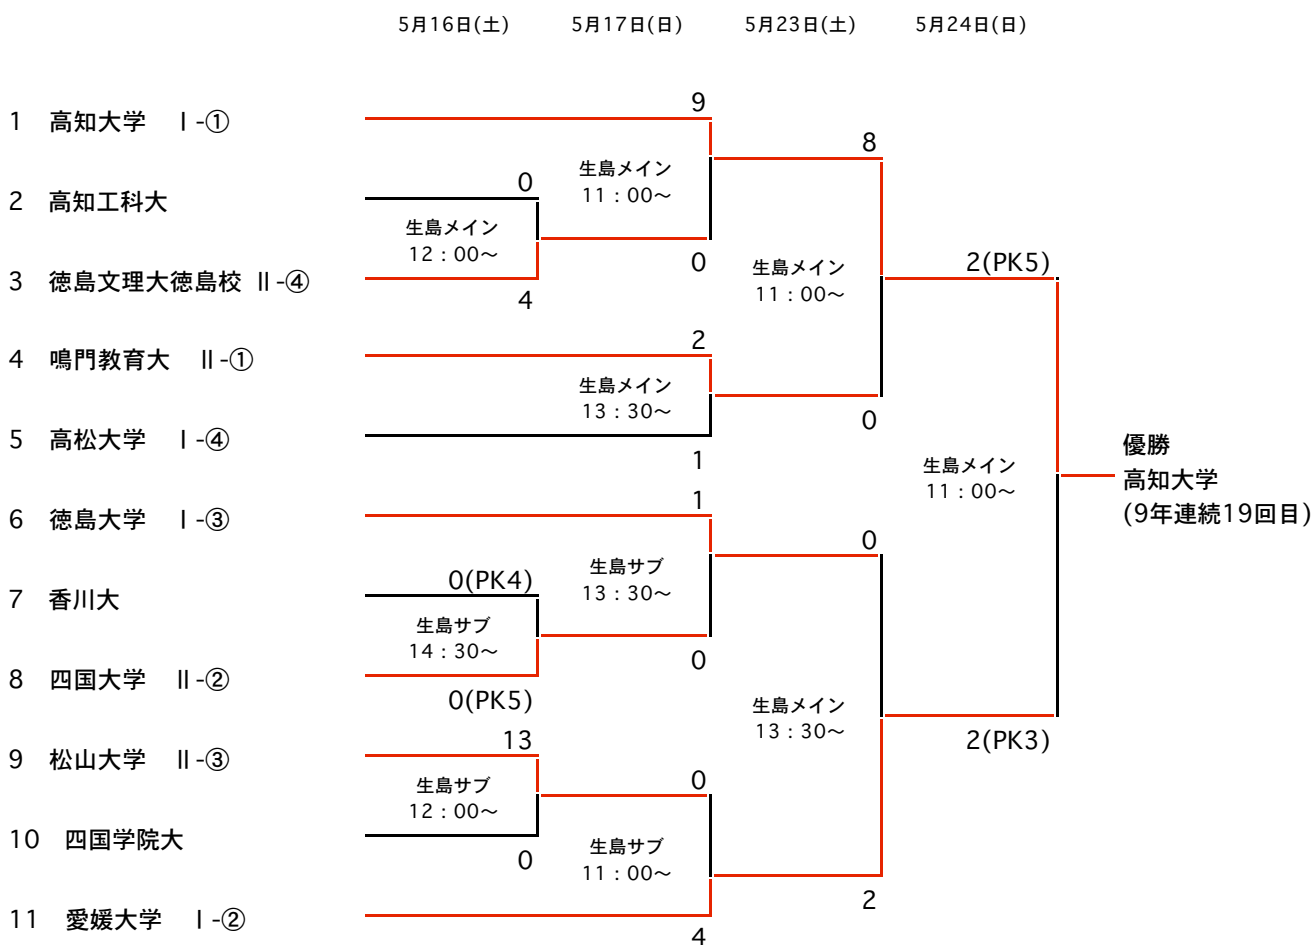 5月16日(土) 5月17日(日) 5月23日(土) 5月24日(日)
9
1 高知大学 Ⅰ-①
8
生島メイン
11：00～
0
2 高知工科大
生島メイン
12：00～
2(PK5)
0
生島メイン
11：00～
3 徳島文理大徳島校 Ⅱ-④
4
2
4 鳴門教育大 Ⅱ-①
生島メイン
13：30～
0
5 高松大学 Ⅰ-④
1
優勝
高知大学
(9年連続19回目)
生島メイン
11：00～
1
6 徳島大学 Ⅰ-③
0
生島サブ
13：30～
0(PK4)
7 香川大
生島サブ
14：30～
0
8 四国大学 Ⅱ-②
0(PK5)
生島メイン
13：30～
2(PK3)
13
9 松山大学 Ⅱ-③
生島サブ
12：00～
0
10 四国学院大
0
生島サブ
11：00～
2
11 愛媛大学 Ⅰ-②
4